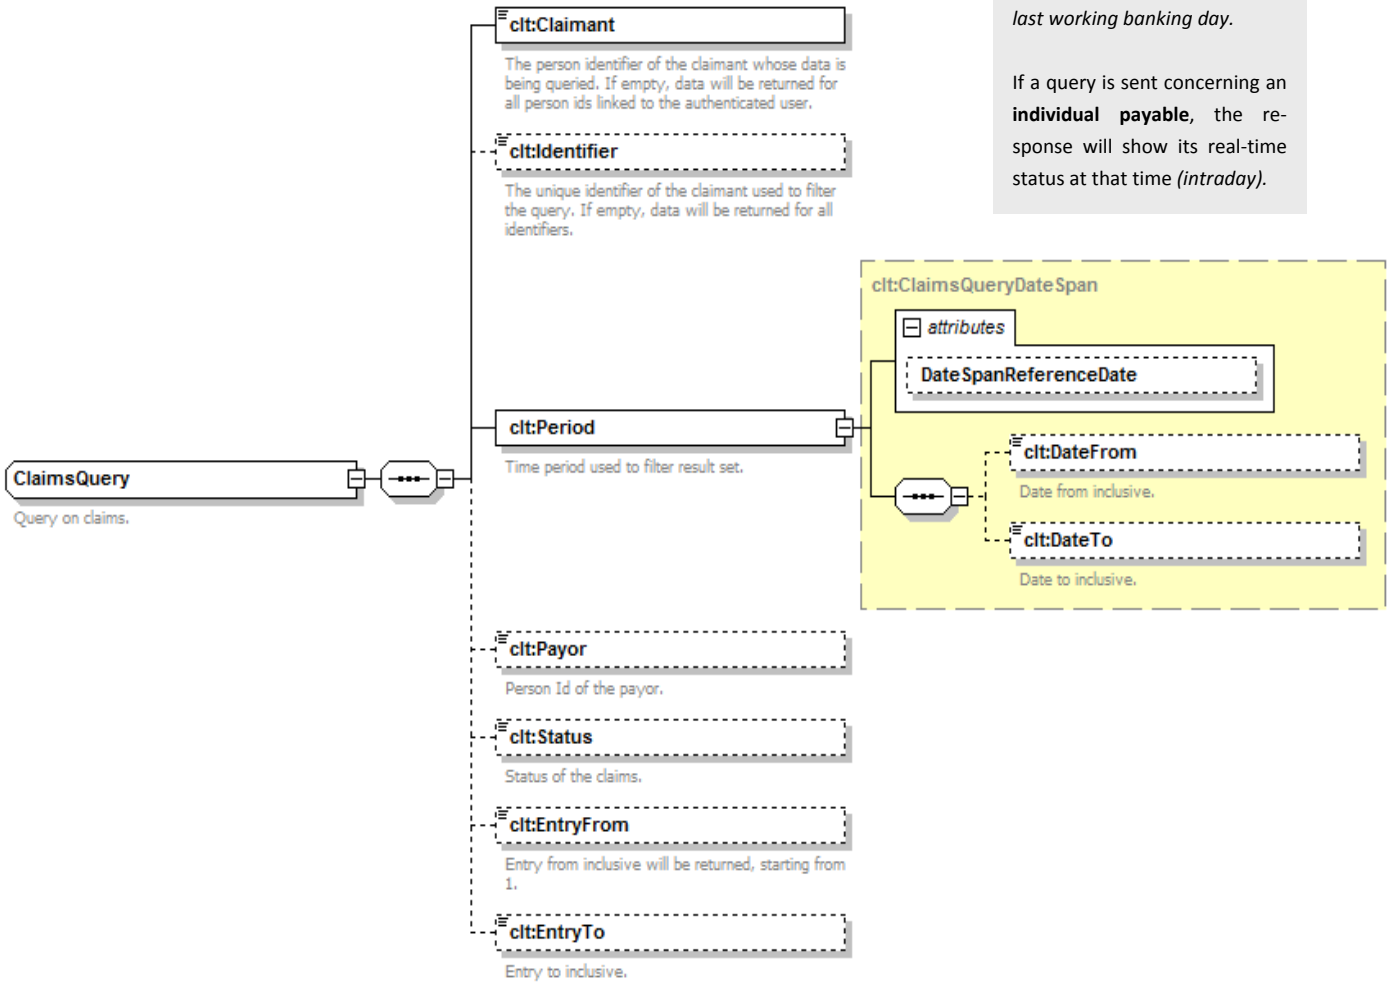 last working banking day.
If a query is sent concerning an
individual payable, the re-
sponse will show its real-time
status at that time (intraday).
clt:Claimant
The person identifier of the claimant whose data is
being queried. If empty, data will be returned for
all person ids linked to the authenticated user.
clt:Identifier
The unique identifier of the claimant used to filter
the query. If empty, data will be returned for all
identifiers.
clt:ClaimsQueryDateSpan
attributes
DateSpanReferenceDate
clt:Period
Time period used to filter result set.
clt:DateFrom
Date from inclusive.
clt:DateTo
Date to inclusive.
ClaimsQuery
Query on claims.
clt:Payor
Person Id of the payor.
clt:Status
Status of the claims.
clt:EntryFrom
Entry from inclusive will be returned, starting from
1.
clt:EntryTo
Entry to inclusive.